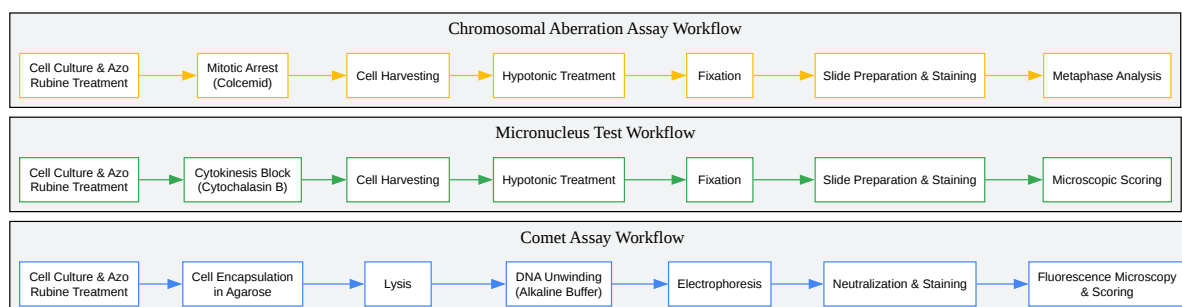 Chromosomal Aberration Assay Workflow
Cell Culture & Azo
Rubine Treatment
Mitotic Arrest
(Colcemid)
Cell Harvesting
Hypotonic Treatment
Fixation
Slide Preparation & Staining
Metaphase Analysis
Micronucleus Test Workflow
Cell Culture & Azo
Rubine Treatment
Cytokinesis Block
(Cytochalasin B)
Cell Harvesting
Hypotonic Treatment
Fixation
Slide Preparation & Staining
Microscopic Scoring
Comet Assay Workflow
Cell Culture & Azo
Rubine Treatment
Cell Encapsulation
in Agarose
Lysis
DNA Unwinding
(Alkaline Buffer)
Electrophoresis
Neutralization & Staining
Fluorescence Microscopy
& Scoring